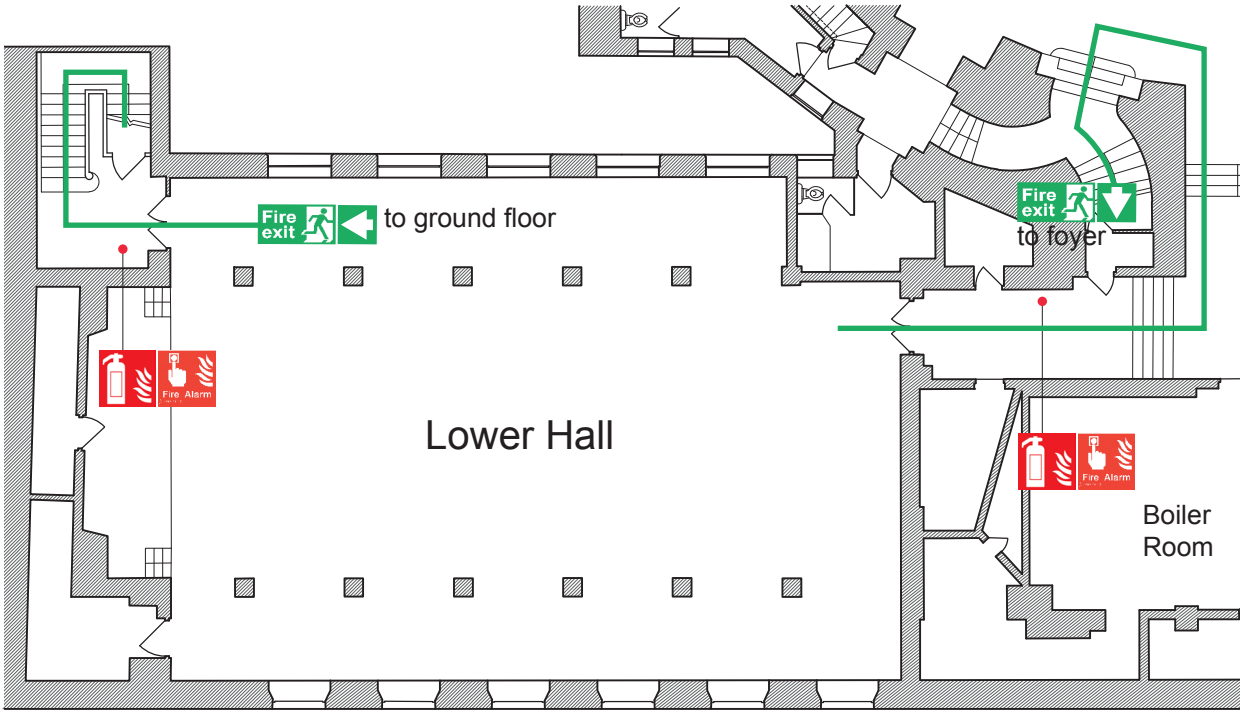 Fire
exit
to ground floor
Fire
exit
to foyer
Fire Alarm
Lower Hall
Fire Alarm
Boiler
Room